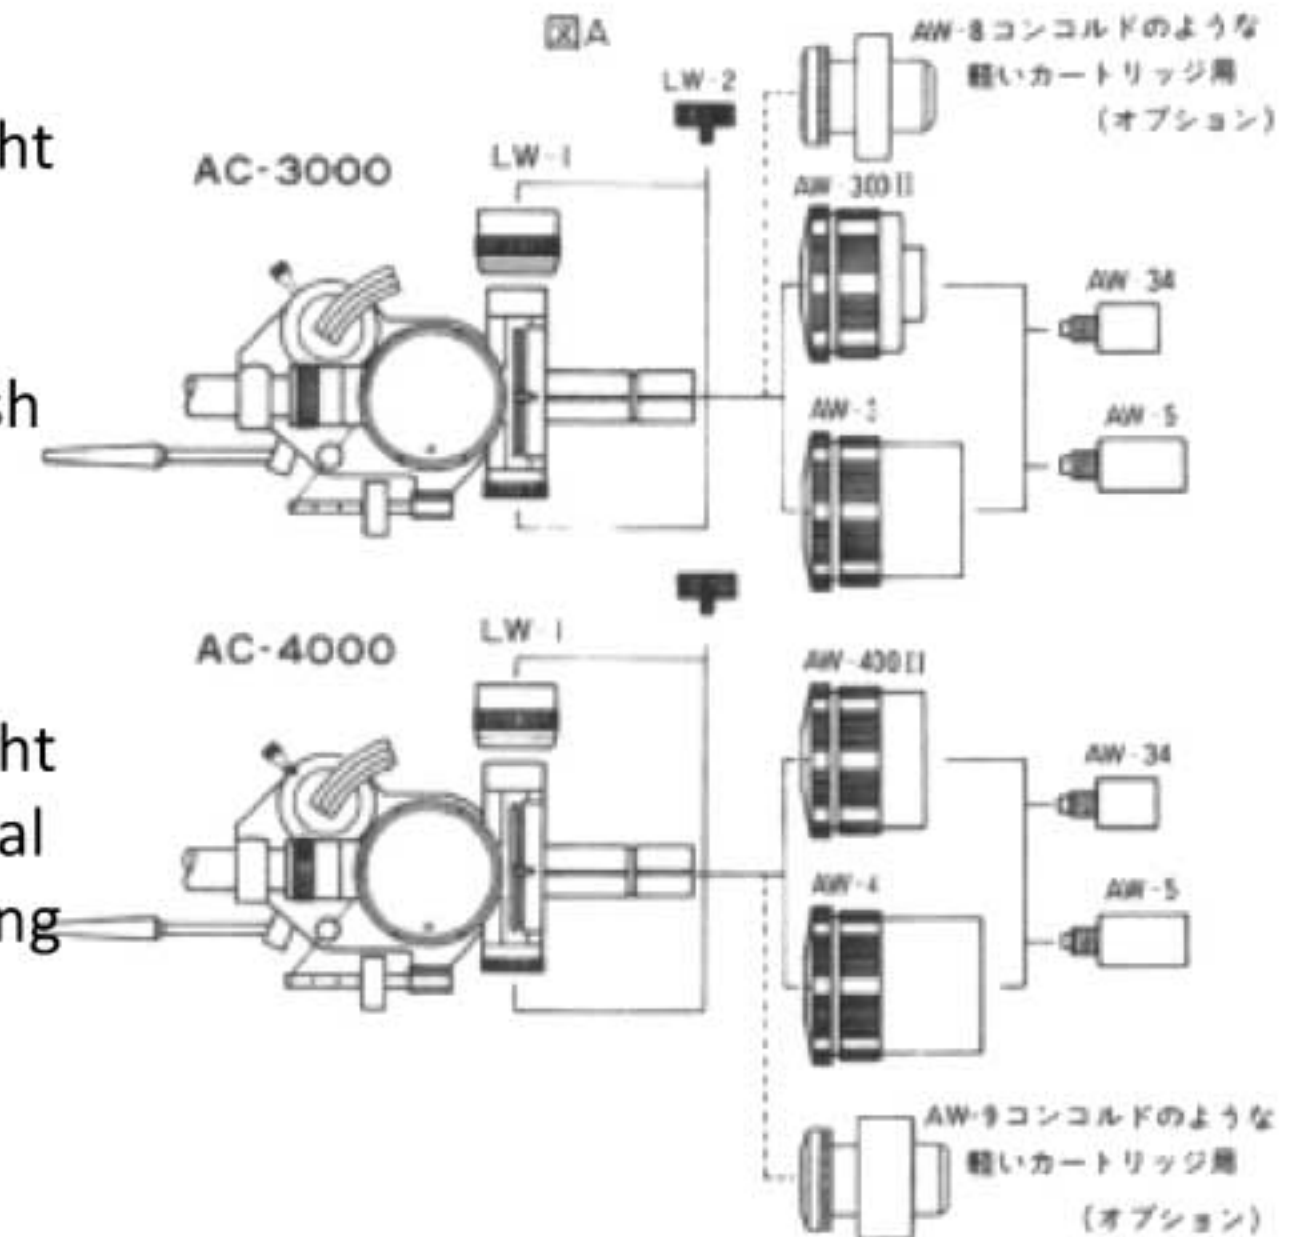 図A
ht
sh
ht
al
ng
AC-3000
LW-1
LW-2
AW-8コンコルドのような
軽いカートリッジ用
(オプション)
AW-300II
AW-34
AW-5
AC-4000
LW-1
AW-400II
AW-34
AW-4
AW-5
AW-9コンコルドのような
軽いカートリッジ用
(オプション)